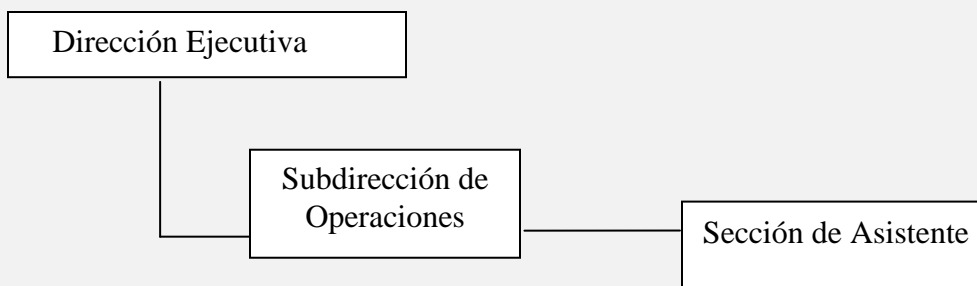 Dirección Ejecutiva
Subdirección de
Operaciones
Sección de Asistente